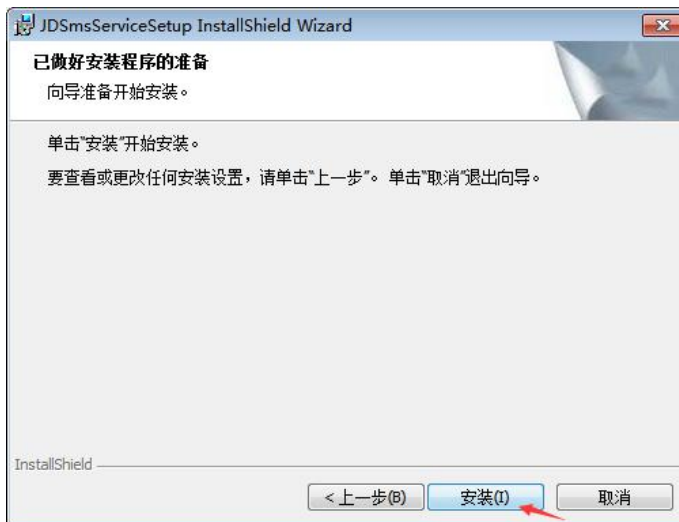 JDSmsServiceSetup InstallShield Wizard
已做好安装程序的准备
向导准备开始安装。
单击"安装"开始安装。
要查看或更改任何安装设置，请单击"上一步"。 单击"取消"退出向导。
InstallShield
< 上一步(B)
安装(I)
取消